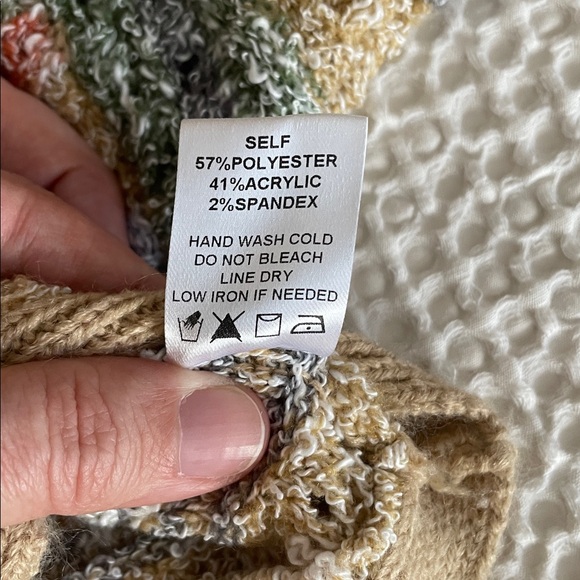 SELF
57%POLYESTER
41%ACRYLIC
2%SPANDEX
HAND WASH COLD
DO NOT BLEACH
LINE DRY
LOW IRON IF NEEDED